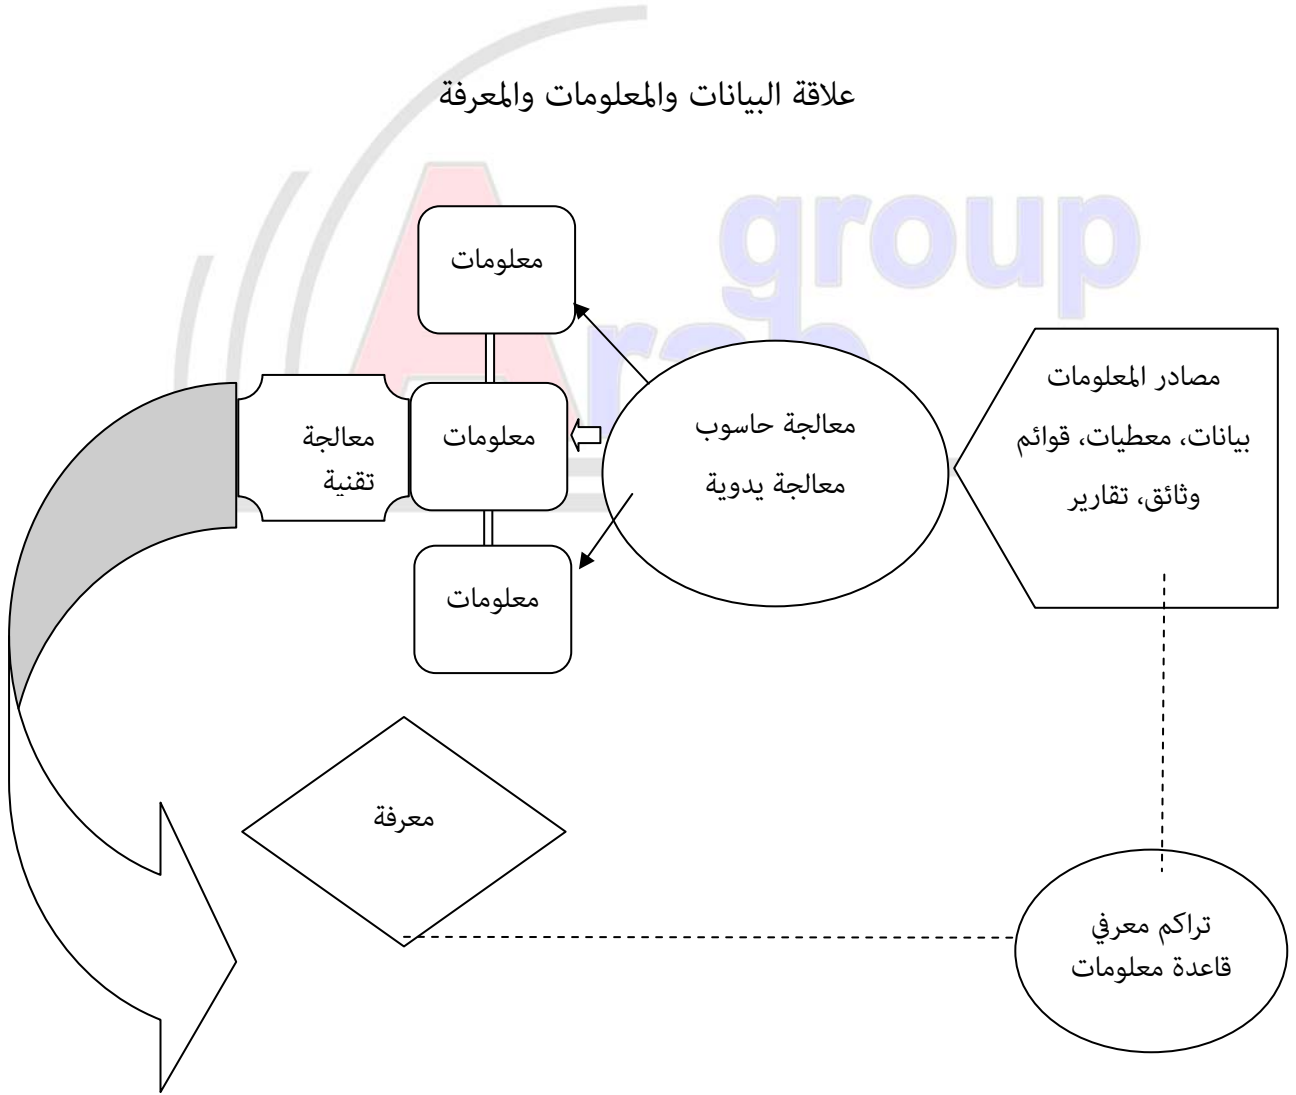 علاقة البيانات والمعلومات والمعرفة
group
Arab
مصادر المعلومات
بيانات، معطيات، قوائم
وثائق، تقارير
معالجة حاسوب
معالجة يدوية
معلومات
معلومات
معلومات
معالجة
تقنية
معرفة
تراكم معرفي
قاعدة معلومات